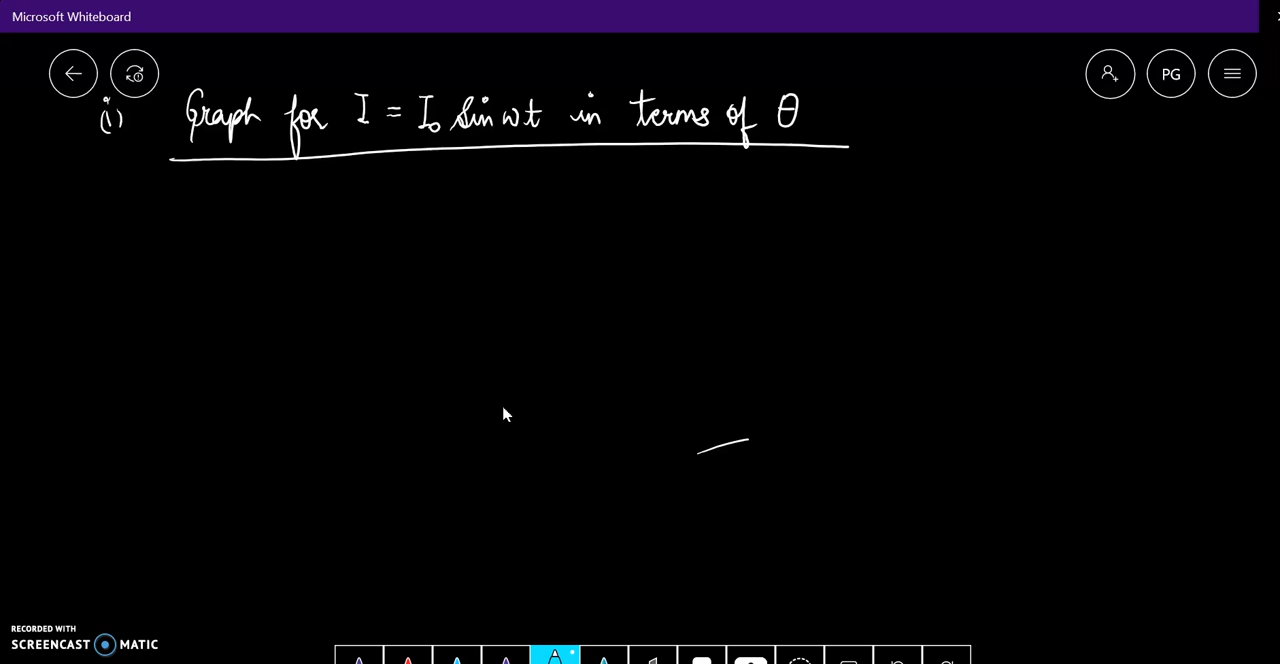 Microsoft Whiteboard
PG
(i) Graph for I = I₀ sin ωt in terms of θ
RECORDED WITH
SCREENCAST MATIC